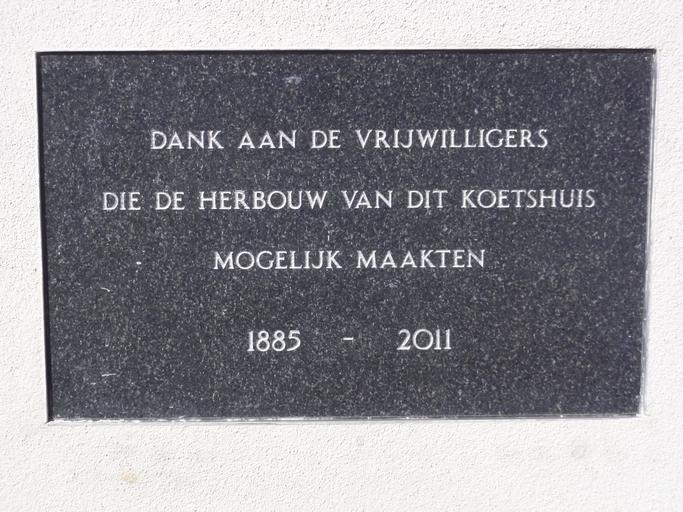 DANK AAN DE VRIJWILLIGERS
DIE DE HERBOUW VAN DIT KOETSHUIS
MOGELIJK MAAKTEN
1885 - 2011